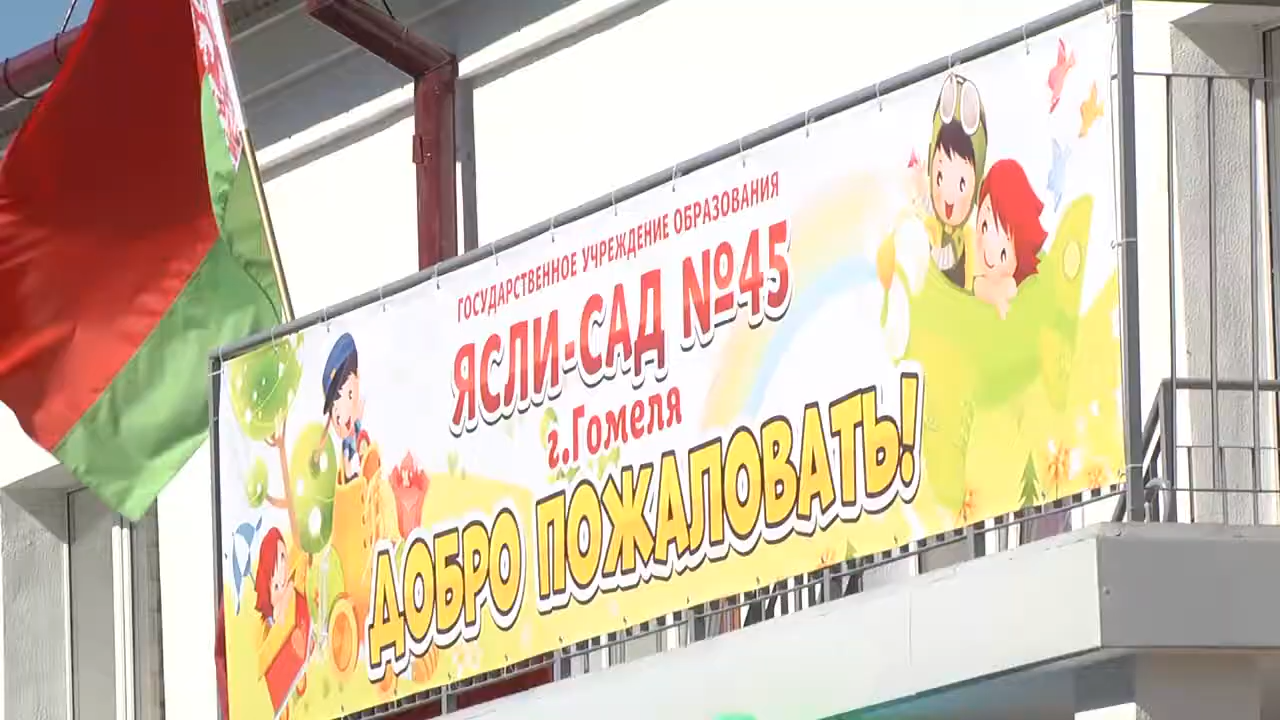 ГОСУДАРСТВЕННОЕ УЧРЕЖДЕНИЕ ОБРАЗОВАНИЯ
ЯСЛИ-САД №45
г.Гомеля
ДОБРО ПОЖАЛОВАТЬ!